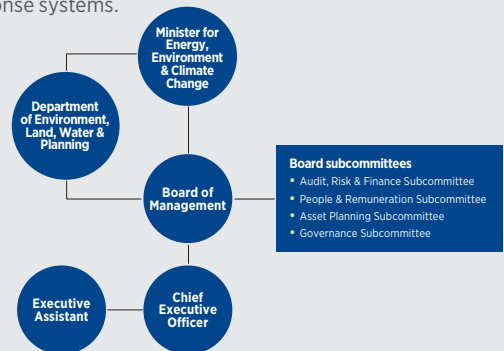 onse systems.
Minister for
Energy,
Environment
& Climate
Change
Department
of Environment,
Land, Water &
Planning
Board of
Management
Board subcommittees
• Audit, Risk & Finance Subcommittee
• People & Remuneration Subcommittee
• Asset Planning Subcommittee
• Governance Subcommittee
Executive
Assistant
Chief
Executive
Officer